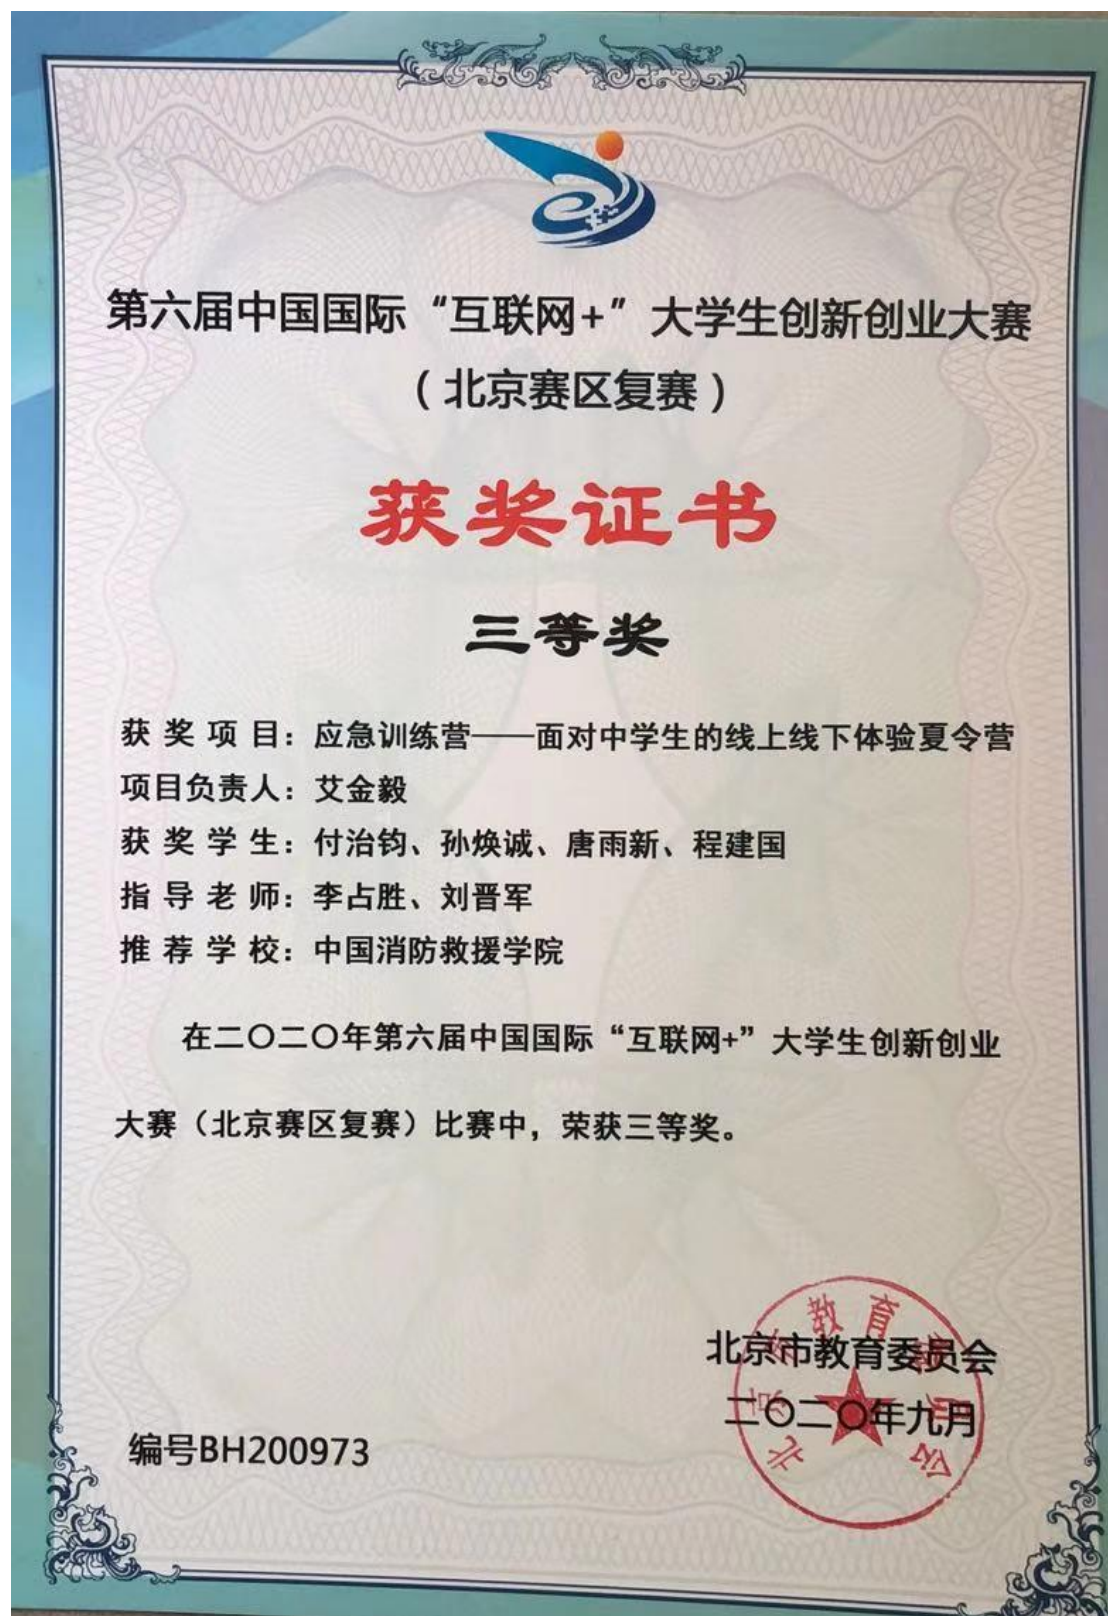 第六届中国国际“互联网+”大学生创新创业大赛
（北京赛区复赛）
获奖证书
三等奖
获奖项目：应急训练营——面对中学生的线上线下体验夏令营
项目负责人：艾金毅
获奖学生：付治钧、孙焕诚、唐雨新、程建国
指导老师：李占胜、刘晋军
推荐学校：中国消防救援学院
在二〇二〇年第六届中国国际“互联网+”大学生创新创业
大赛（北京赛区复赛）比赛中，荣获三等奖。
北京市教育委员会
二〇二〇年九月
北京市教育委员会
编号BH200973